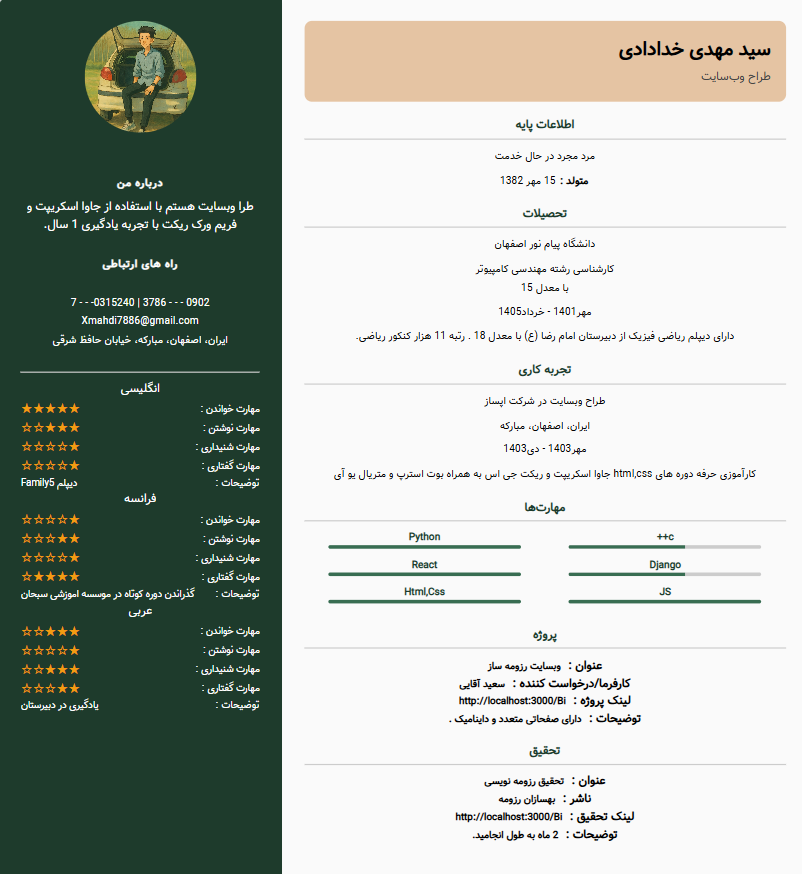 سید مهدی خدادادی
طراح وب‌سایت
اطلاعات پایه
مرد مجرد در حال خدمت
متولد : 15 مهر 1382
تحصیلات
دانشگاه پیام نور اصفهان
کارشناسی رشته مهندسی کامپیوتر
با معدل 15
مهر1401 - خرداد1405
دارای دیپلم ریاضی فیزیک از دبیرستان امام رضا (ع) با معدل 18 . رتبه 11 هزار کنکور ریاضی.
تجربه کاری
طراح وبسایت در شرکت اپساز
ایران، اصفهان، مبارکه
مهر1403 - دی1403
کارآموزی حرفه دوره های html,css جاوا اسکریپت و ریکت جی اس به همراه بوت استرپ و متریال یو آی
مهارت‌ها
++c
Python
Django
React
JS
Html,Css
پروژه
عنوان : وبسایت رزومه ساز
کارفرما/درخواست کننده : سعید آقایی
لینک پروژه : http://localhost:3000/Bi
توضیحات : دارای صفحاتی متعدد و داینامیک .
تحقیق
عنوان : تحقیق رزومه نویسی
ناشر : بهسازان رزومه
لینک تحقیق : http://localhost:3000/Bi
توضیحات : 2 ماه به طول انجامید.
درباره من
طرا وبسایت هستم با استفاده از جاوا اسکریپت و
فریم ورک ریکت با تجربه یادگیری 1 سال.
راه های ارتباطی
0902 - - - 3786 | 0315240- - - 7
Xmahdi7886@gmail.com
ایران، اصفهان، مبارکه، خیابان حافظ شرقی
انگلیسی
مهارت خواندن : ★★★★★
مهارت نوشتن : ★★★☆☆
مهارت شنیداری : ★☆☆☆☆
مهارت گفتاری : ★☆☆☆☆
توضیحات : دیپلم Family5
فرانسه
مهارت خواندن : ★☆☆☆☆
مهارت نوشتن : ★★☆☆☆
مهارت شنیداری : ★☆☆☆☆
مهارت گفتاری : ★★★★☆
توضیحات : گذراندن دوره کوتاه در موسسه اموزشی سبحان
عربی
مهارت خواندن : ★★★☆☆
مهارت نوشتن : ★☆☆☆☆
مهارت شنیداری : ★★★☆☆
مهارت گفتاری : ★★☆☆☆
توضیحات : یادگیری در دبیرستان